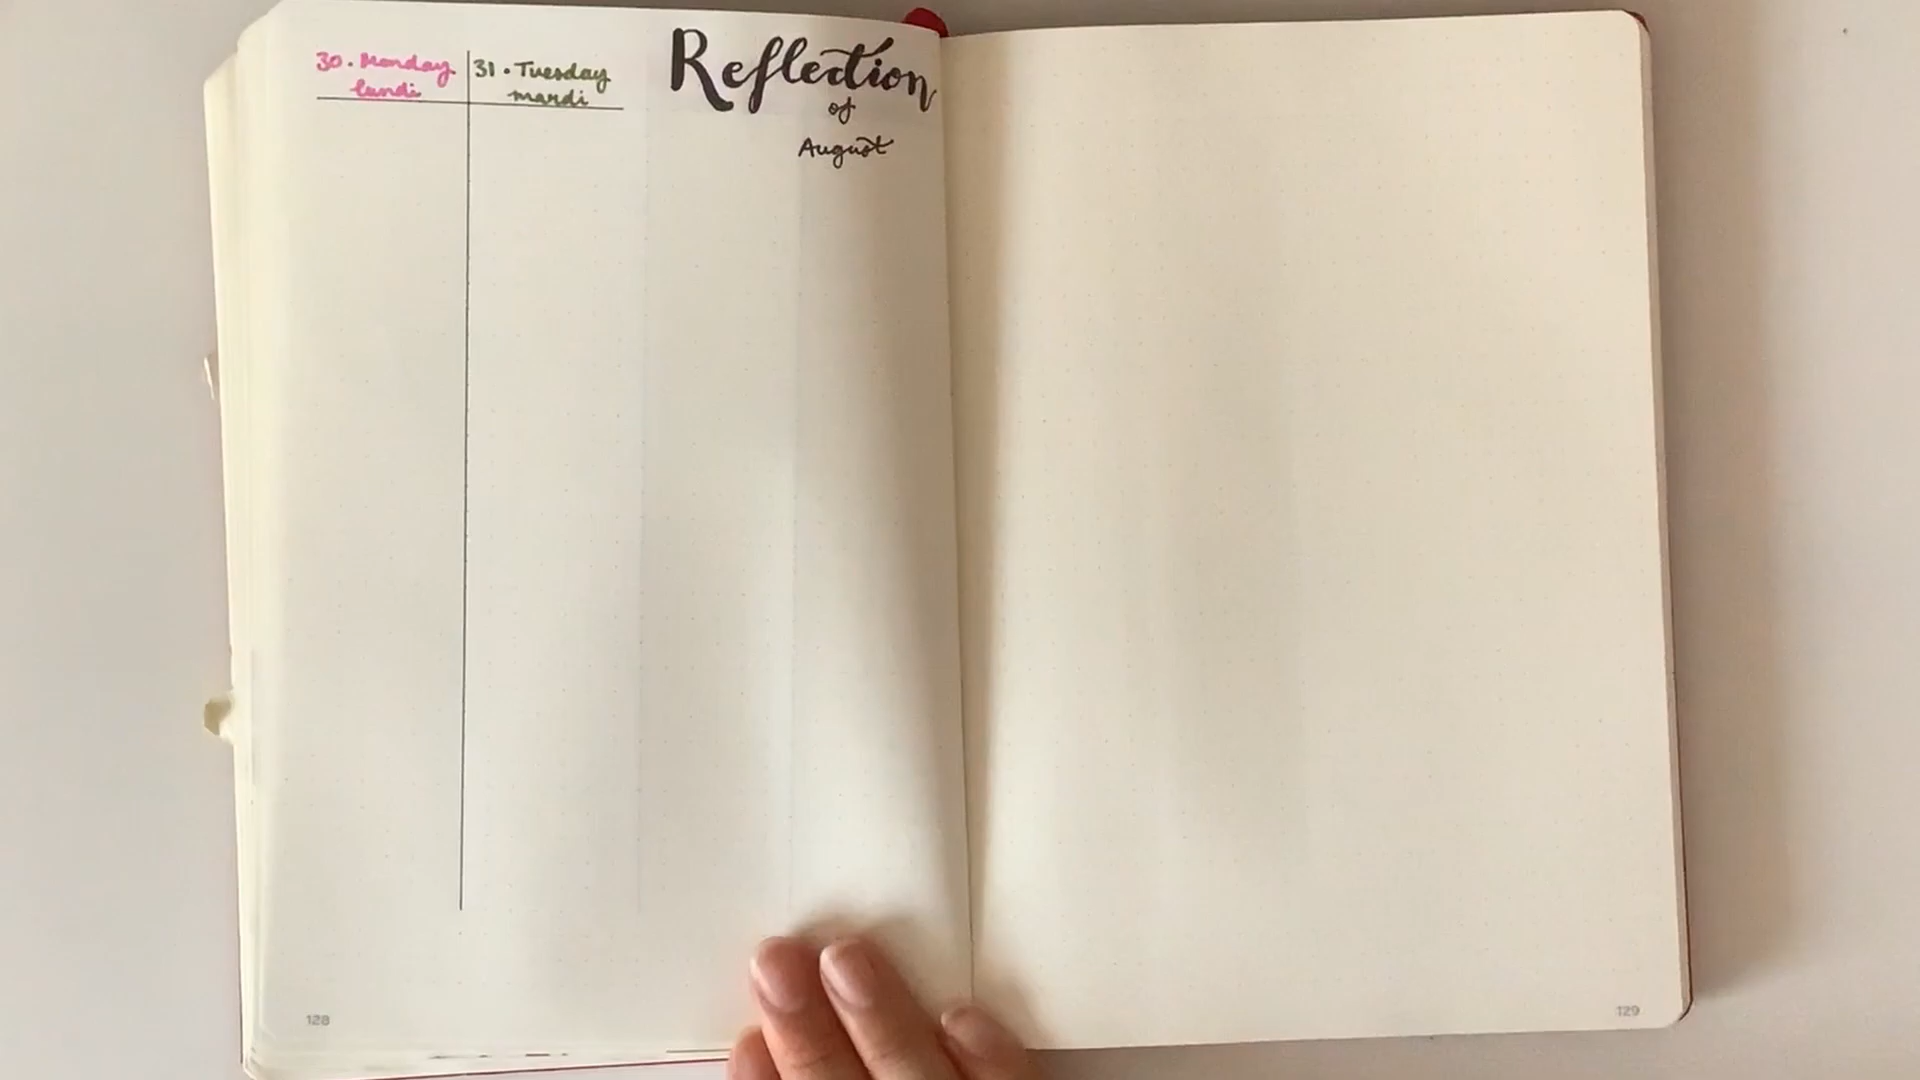 30. Monday
lundi
31. Tuesday
mardi
Reflection
of
August
128
129